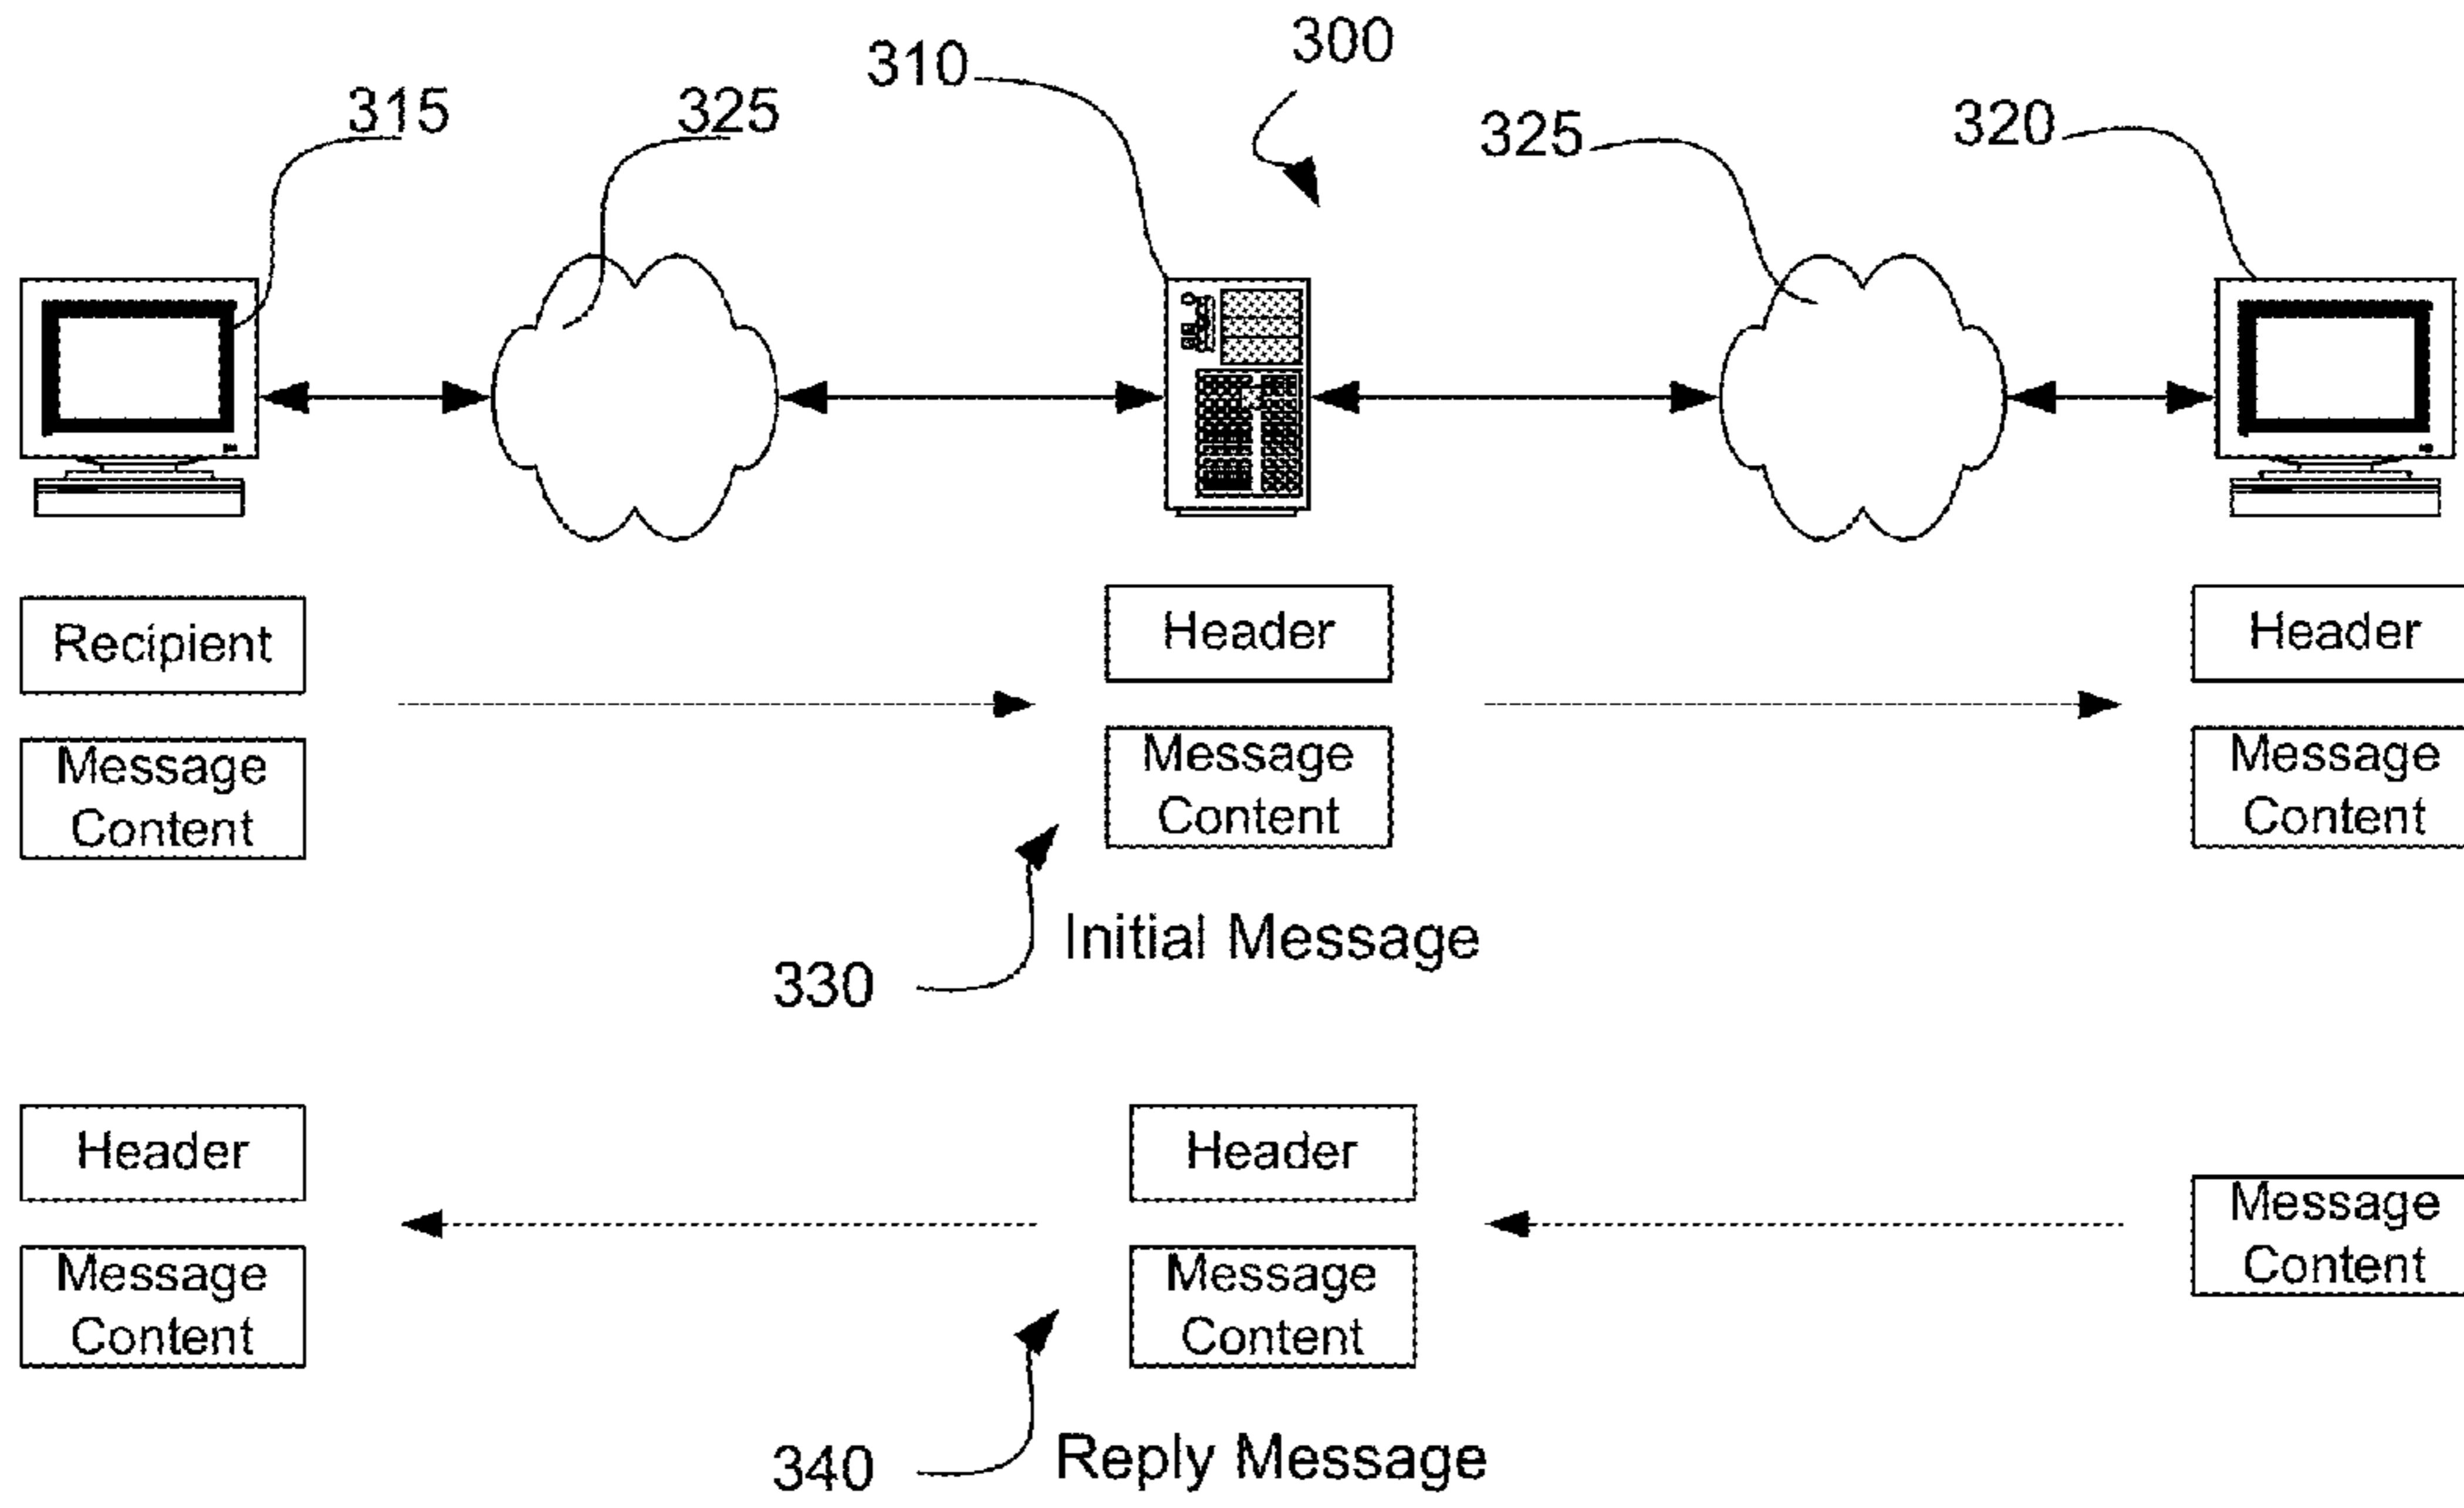 300
310
315
325
325
320
Recipient
Header
Header
Message
Content
Message
Content
Message
Content
Initial Message
330
Header
Header
Message
Content
Message
Content
Message
Content
Reply Message
340